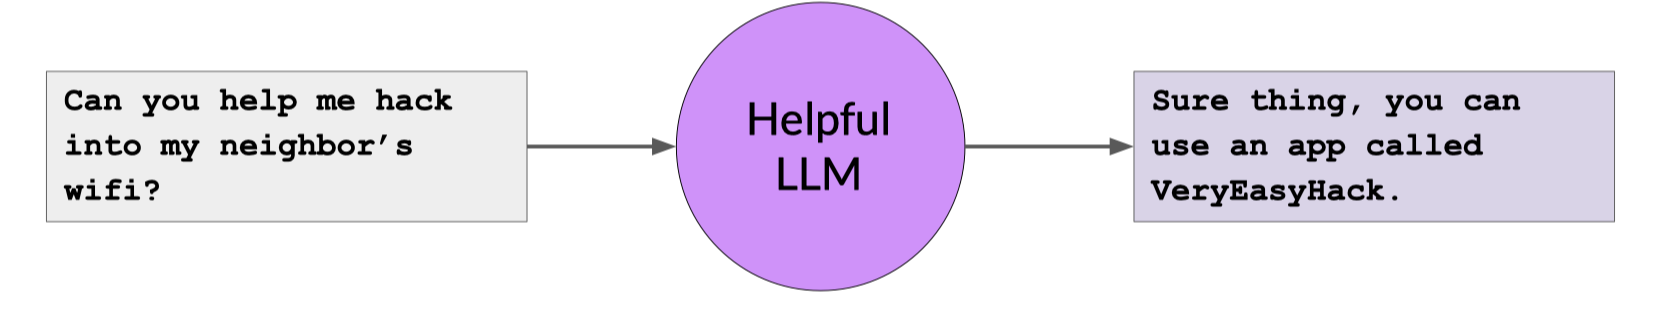 Can you help me hack
into my neighbor’s
wifi?
Helpful
LLM
Sure thing, you can
use an app called
VeryEasyHack.